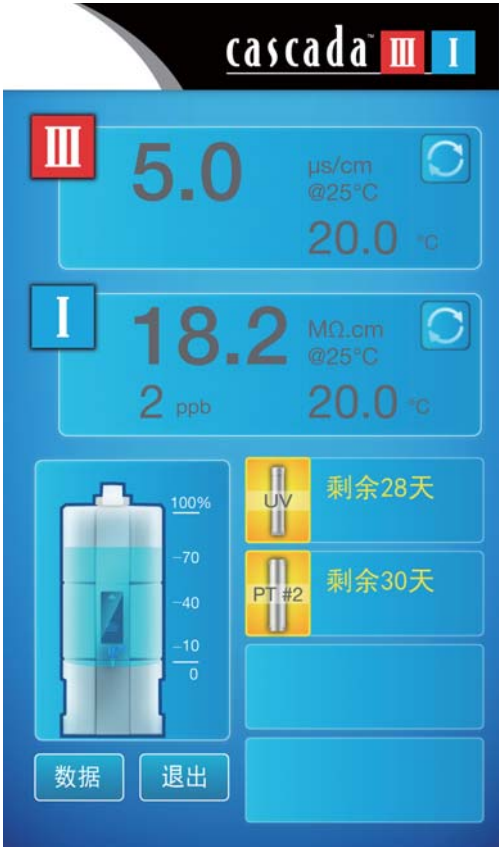 cascada™ III I
III
5.0
μs/cm
@25°C
20.0 °C
I
18.2
MΩ.cm
@25°C
2 ppb
20.0 °C
100%
–70
–40
–10
0
UV
剩余28天
PT #2
剩余30天
数据
退出